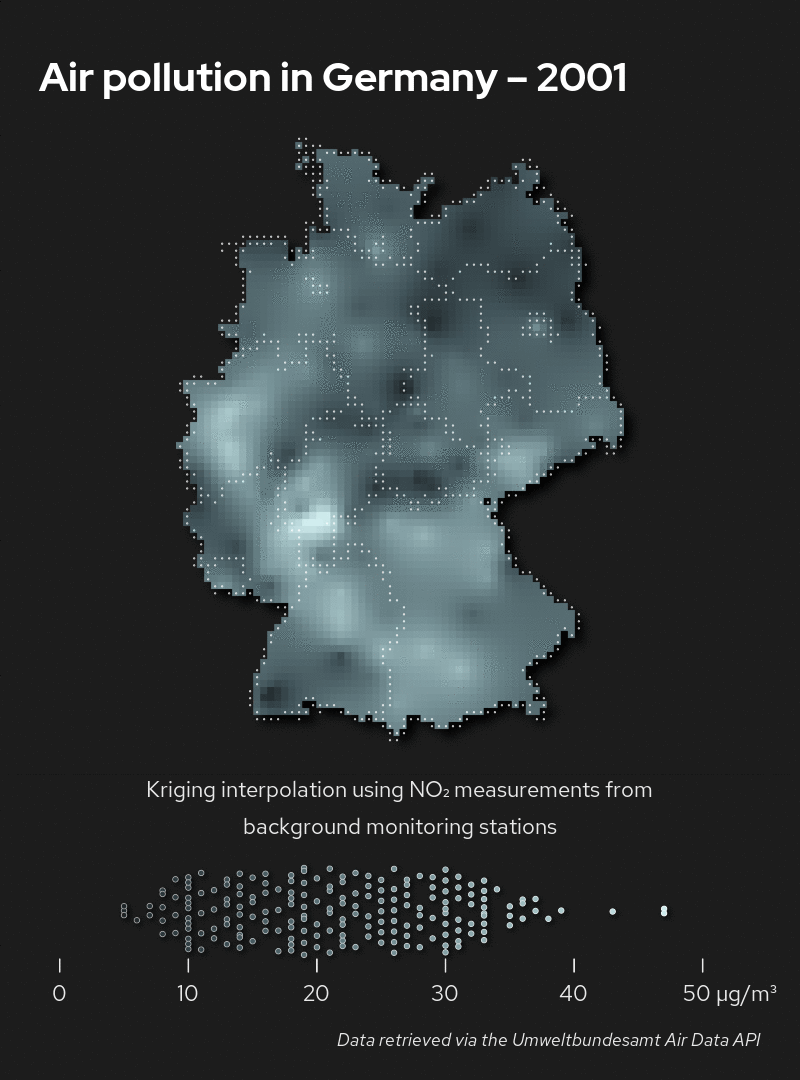 Air pollution in Germany – 2001
Kriging interpolation using NO₂ measurements from
background monitoring stations
0 10 20 30 40 50 µg/m³
Data retrieved via the Umweltbundesamt Air Data API